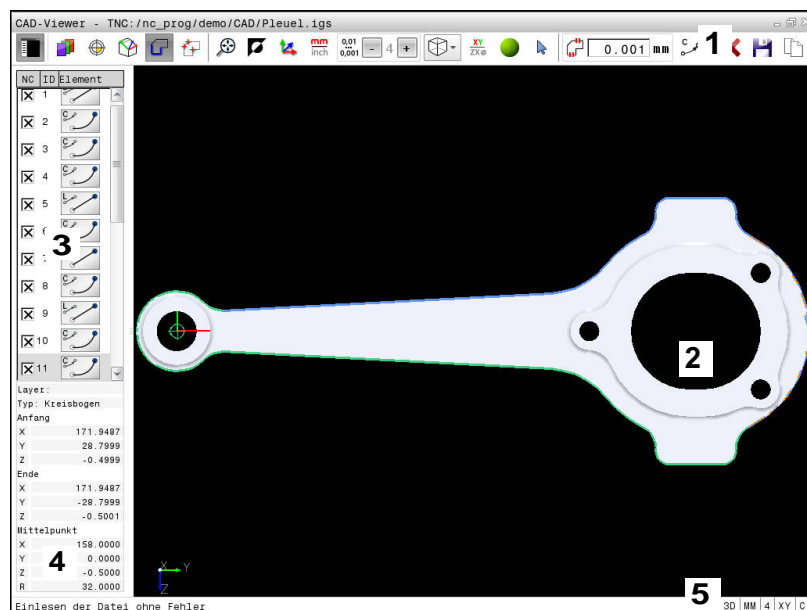 CAD-Viewer - TNC:/nc_prog/demo/CAD/Pleuel.igs
mm
inch
0,01
0,001
- 4 +
XY
ZXø
0.001 mm
C
1
NC ID Element
1
2 C
3 C
4 C
5 L
6 C
3
7
8 C
9 L
10 C
11 C
2
Layer:
Typ: Kreisbogen
Anfang
X 171.9487
Y 28.7999
Z -0.4999
Ende
X 171.9487
Y -28.7999
Z -0.5001
Mittelpunkt
X 158.0000
Y 0.0000
4
Z -0.5000
R 32.0000
X Y
Z
5
Einlesen der Datei ohne Fehler
3D MM 4 XY C